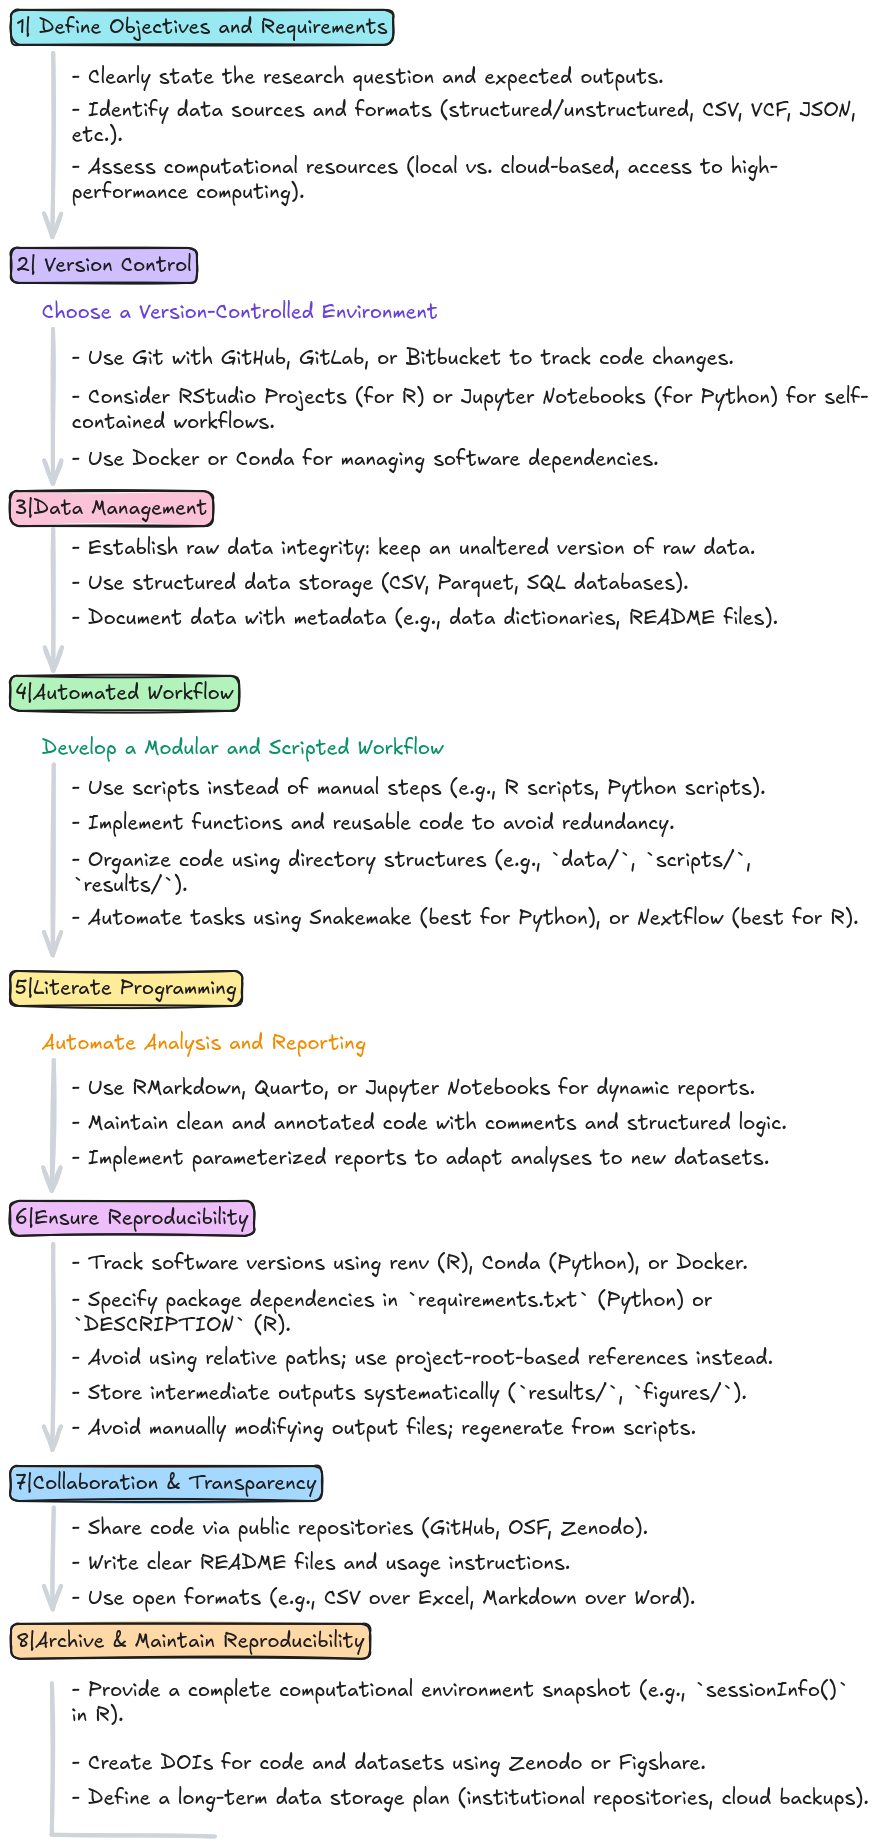 1| Define Objectives and Requirements
- Clearly state the research question and expected outputs.
- Identify data sources and formats (structured/unstructured, CSV, VCF, JSON,
etc.).
- Assess computational resources (local vs. cloud-based, access to high-
performance computing).
2| Version Control
Choose a Version-Controlled Environment
- Use Git with GitHub, GitLab, or Bitbucket to track code changes.
- Consider RStudio Projects (for R) or Jupyter Notebooks (for Python) for self-
contained workflows.
- Use Docker or Conda for managing software dependencies.
3|Data Management
- Establish raw data integrity: keep an unaltered version of raw data.
- Use structured data storage (CSV, Parquet, SQL databases).
- Document data with metadata (e.g., data dictionaries, README files).
4|Automated Workflow
Develop a Modular and Scripted Workflow
- Use scripts instead of manual steps (e.g., R scripts, Python scripts).
- Implement functions and reusable code to avoid redundancy.
- Organize code using directory structures (e.g., `data/`, `scripts/`,
`results/`).
- Automate tasks using Snakemake (best for Python), or Nextflow (best for R).
5|Literate Programming
Automate Analysis and Reporting
- Use RMarkdown, Quarto, or Jupyter Notebooks for dynamic reports.
- Maintain clean and annotated code with comments and structured logic.
- Implement parameterized reports to adapt analyses to new datasets.
6|Ensure Reproducibility
- Track software versions using renv (R), Conda (Python), or Docker.
- Specify package dependencies in `requirements.txt` (Python) or
`DESCRIPTION` (R).
- Avoid using relative paths; use project-root-based references instead.
- Store intermediate outputs systematically (`results/`, `figures/`).
- Avoid manually modifying output files; regenerate from scripts.
7|Collaboration & Transparency
- Share code via public repositories (GitHub, OSF, Zenodo).
- Write clear README files and usage instructions.
- Use open formats (e.g., CSV over Excel, Markdown over Word).
8|Archive & Maintain Reproducibility
- Provide a complete computational environment snapshot (e.g., `sessionInfo()`
in R).
- Create DOIs for code and datasets using Zenodo or Figshare.
- Define a long-term data storage plan (institutional repositories, cloud backups).